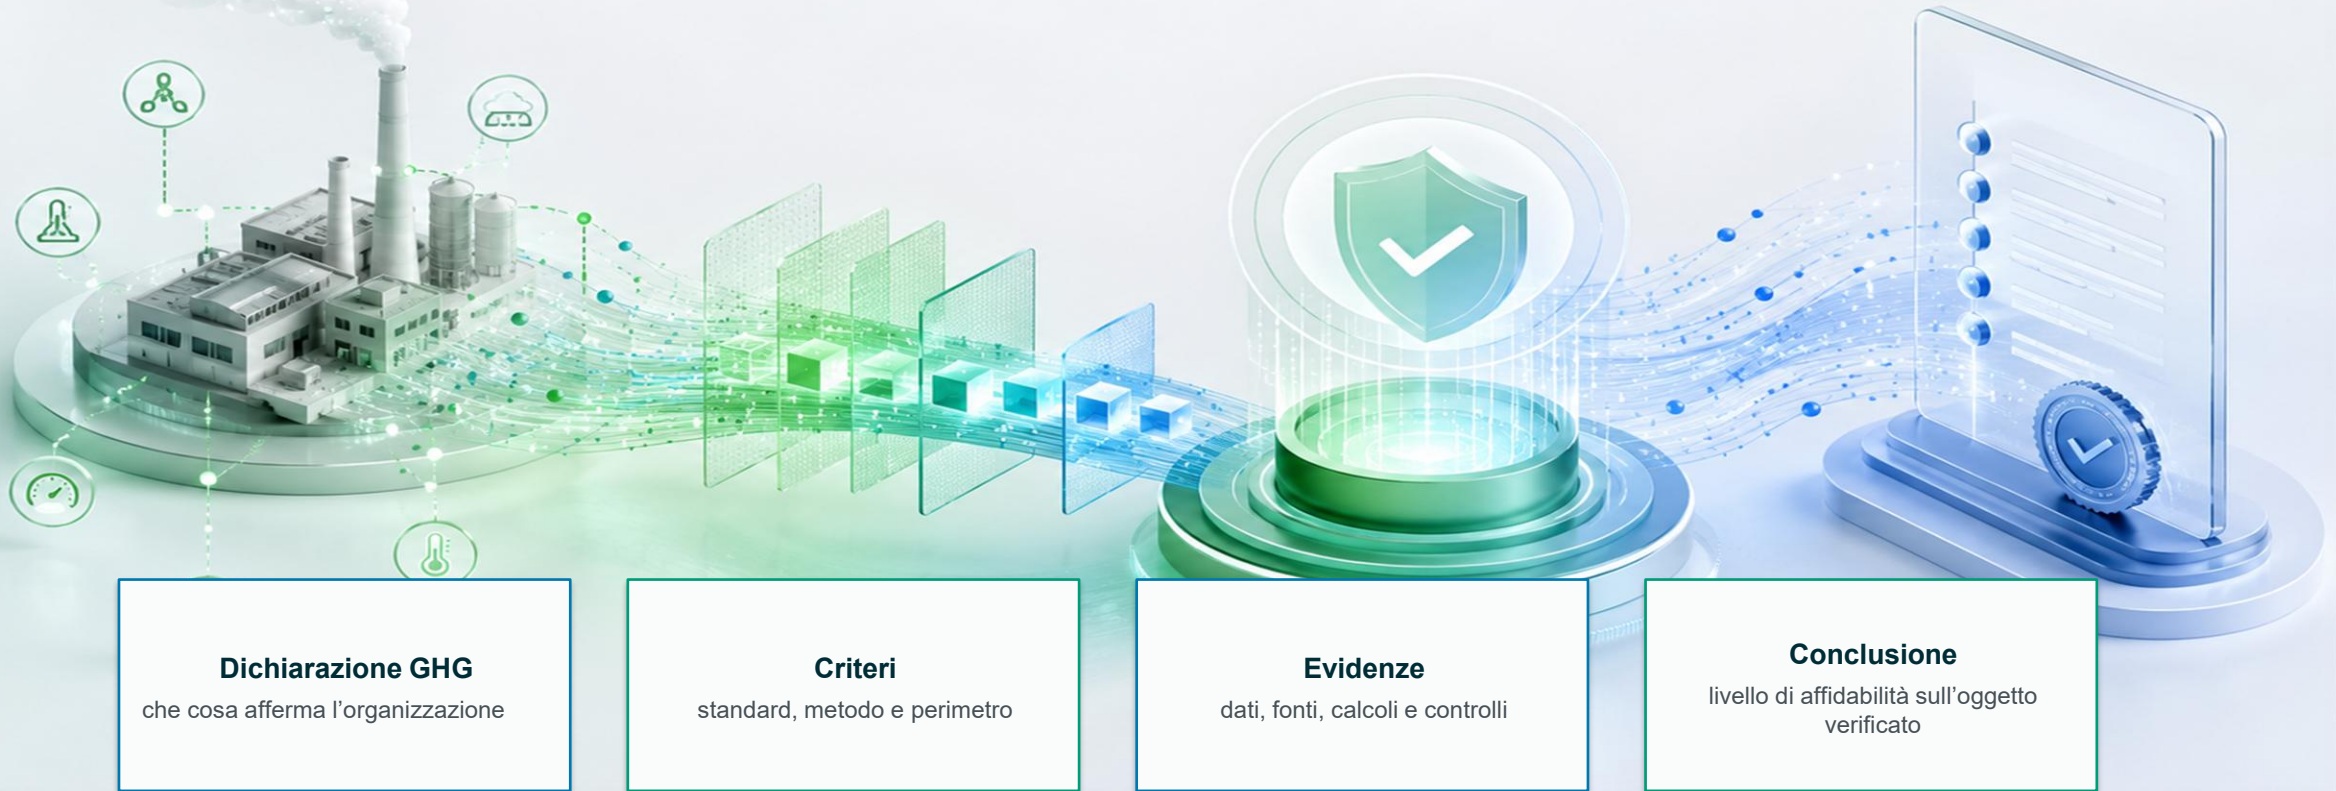 Dichiarazione GHG
che cosa afferma l’organizzazione
Criteri
standard, metodo e perimetro
Evidenze
dati, fonti, calcoli e controlli
Conclusione
livello di affidabilità sull’oggetto
verificato